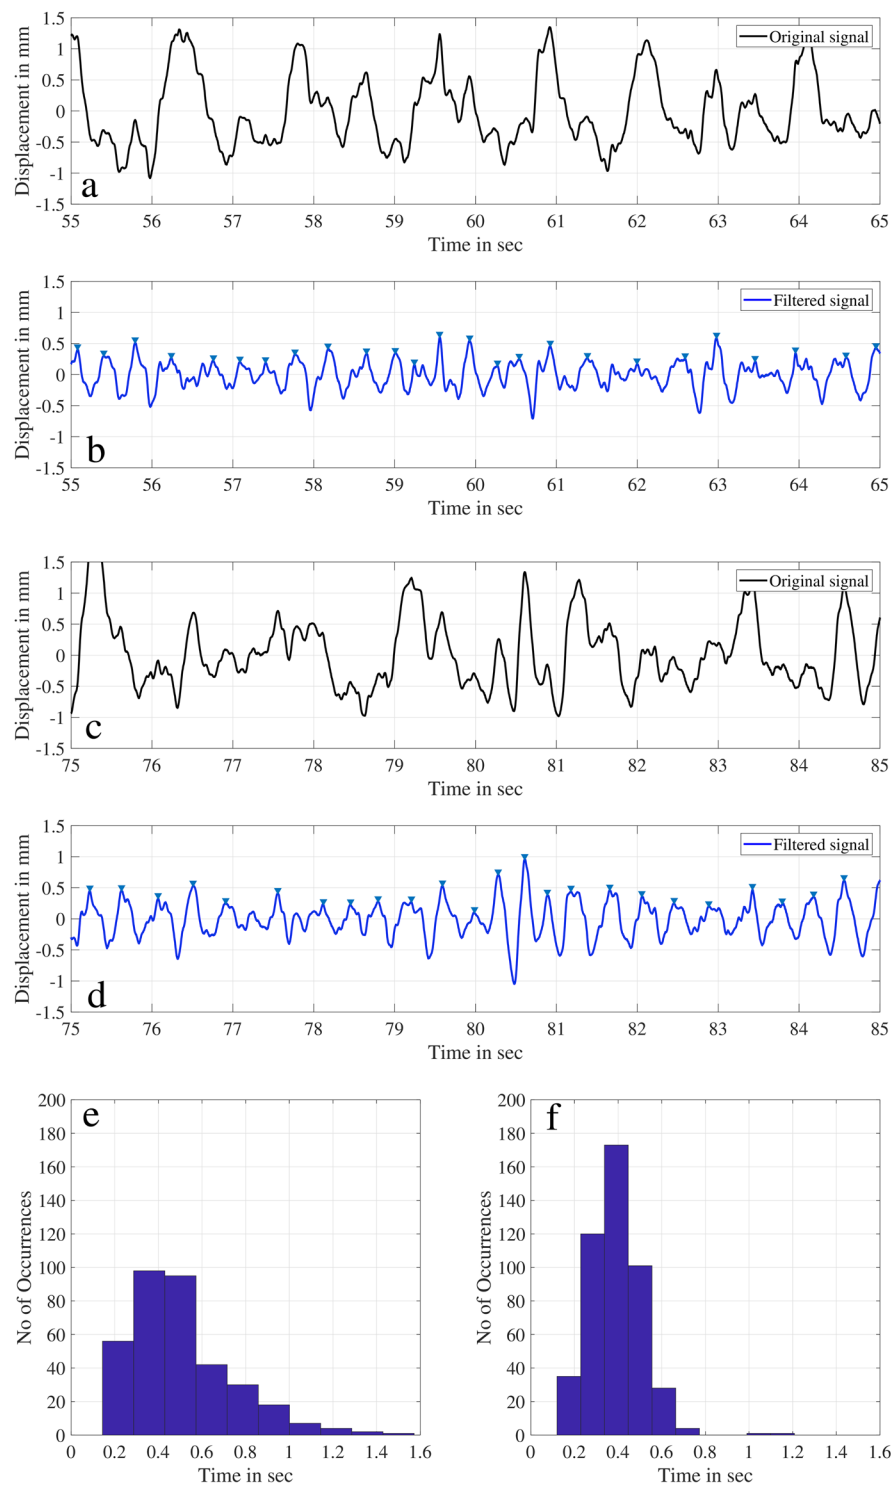 1.5
1
0.5
0
-0.5
-1
-1.5
Displacement in mm
Original signal
a
55 56 57 58 59 60 61 62 63 64 65
Time in sec
1.5
1
0.5
0
-0.5
-1
-1.5
Displacement in mm
Filtered signal
b
55 56 57 58 59 60 61 62 63 64 65
Time in sec
1.5
1
0.5
0
-0.5
-1
-1.5
Displacement in mm
Original signal
c
75 76 77 78 79 80 81 82 83 84 85
Time in sec
1.5
1
0.5
0
-0.5
-1
-1.5
Displacement in mm
Filtered signal
d
75 76 77 78 79 80 81 82 83 84 85
Time in sec
200
180
160
140
120
100
80
60
40
20
0
No of Occurrences
e
0 0.2 0.4 0.6 0.8 1 1.2 1.4 1.6
Time in sec
200
180
160
140
120
100
80
60
40
20
0
No of Occurrences
f
0 0.2 0.4 0.6 0.8 1 1.2 1.4 1.6
Time in sec